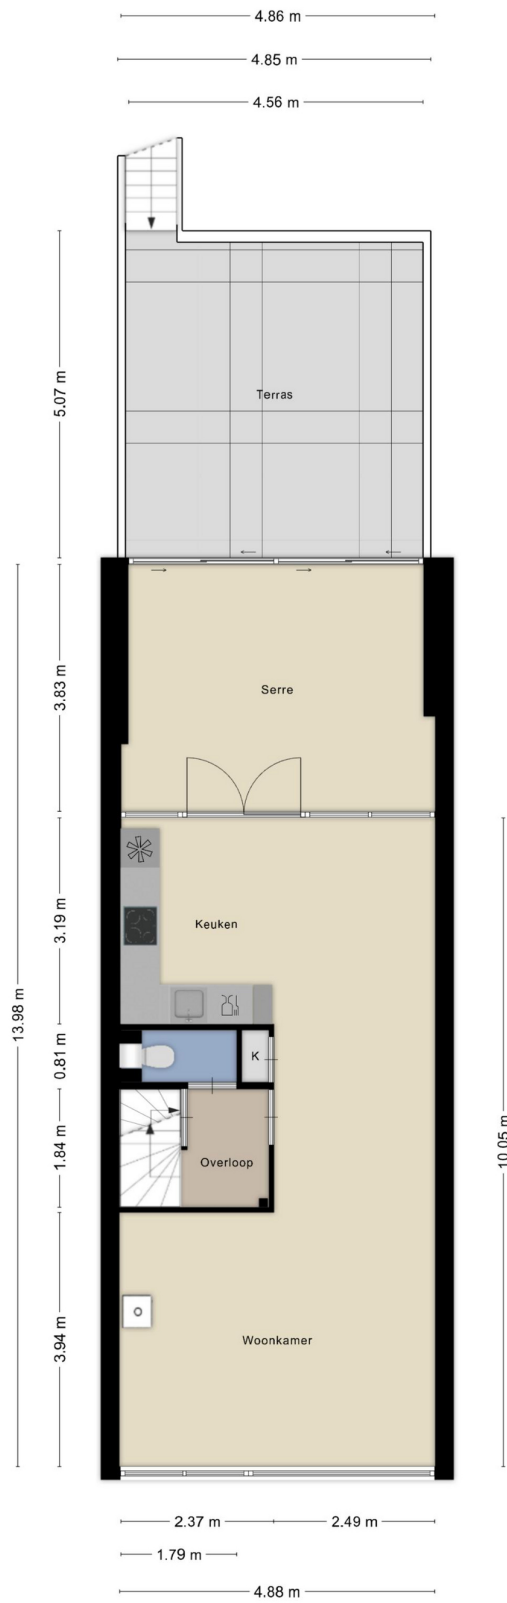 4.86 m
4.85 m
4.56 m
5.07 m
Terras
3.83 m
Serre
3.19 m
Keuken
13.98 m
0.81 m
K
1.84 m
Overloop
10.05 m
3.94 m
Woonkamer
2.37 m
2.49 m
1.79 m
4.88 m